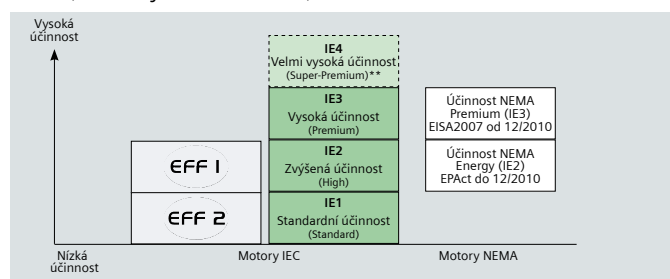 Vysoká
účinnost
IE4
Velmi vysoká účinnost
(Super-Premium)**
IE3
Vysoká účinnost
(Premium)
IE2
Zvýšená účinnost
(High)
IE1
Standardní účinnost
(Standard)
EFF 1
EFF 2
Účinnost NEMA
Premium (IE3)
EISA2007 od 12/2010
Účinnost NEMA
Energy (IE2)
EPAct do 12/2010
Nízká
účinnost
Motory IEC
Motory NEMA